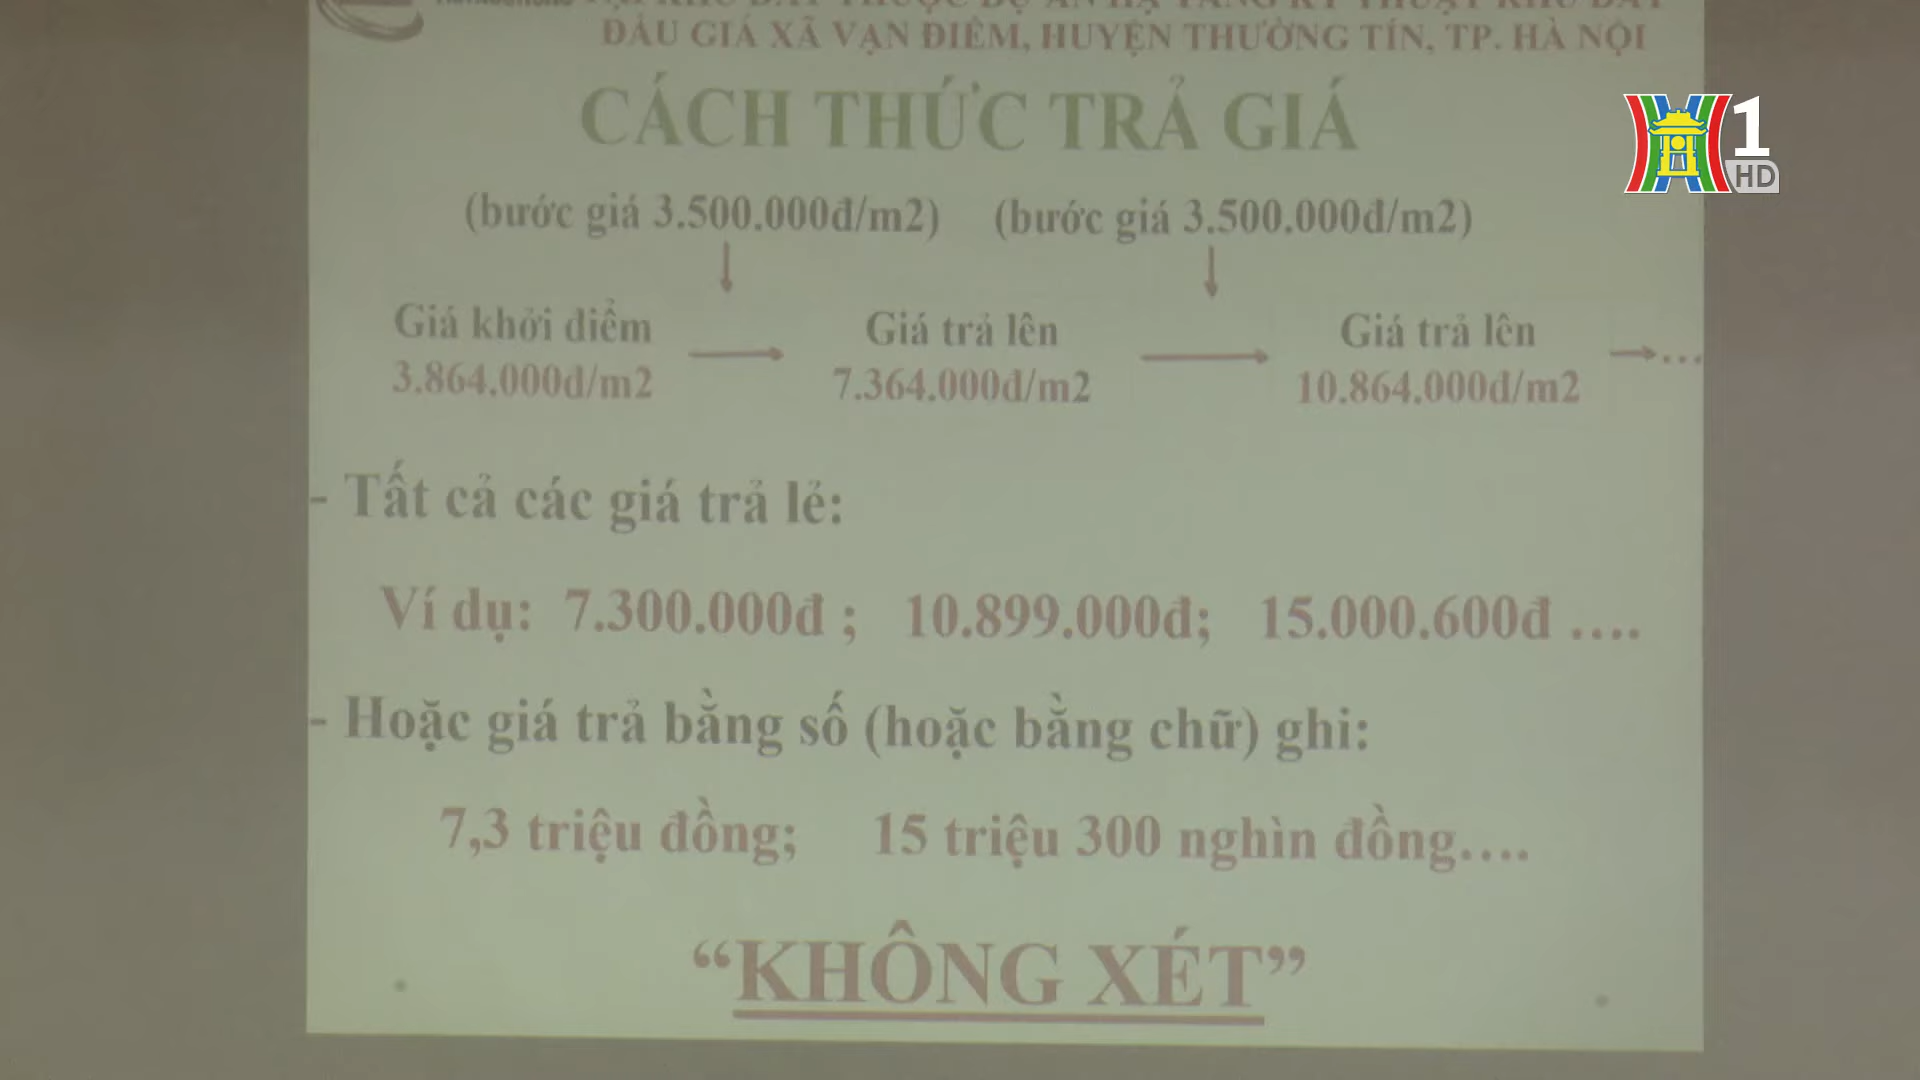 ĐẤU GIÁ XÃ VẠN ĐIỂM, HUYỆN THƯỜNG TÍN, TP. HÀ NỘI
CÁCH THỨC TRẢ GIÁ
1
HD
(bước giá 3.500.000đ/m2) (bước giá 3.500.000đ/m2)
Giá khởi điểm Giá trả lên Giá trả lên
3.864.000đ/m2 7.364.000đ/m2 10.864.000đ/m2 ...
- Tất cả các giá trả lẻ:
Ví dụ: 7.300.000đ ; 10.899.000đ; 15.000.600đ ....
- Hoặc giá trả bằng số (hoặc bằng chữ) ghi:
7,3 triệu đồng; 15 triệu 300 nghìn đồng....
“KHÔNG XÉT”